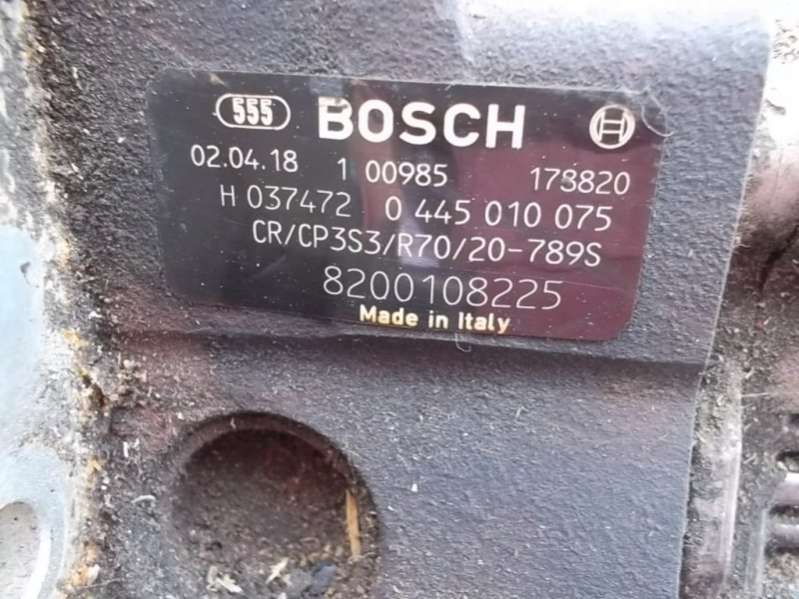 555 BOSCH
02.04.18 1 00985 178820
H 037472 0 445 010 075
CR/CP3S3/R70/20-789S
8200108225
Made in Italy